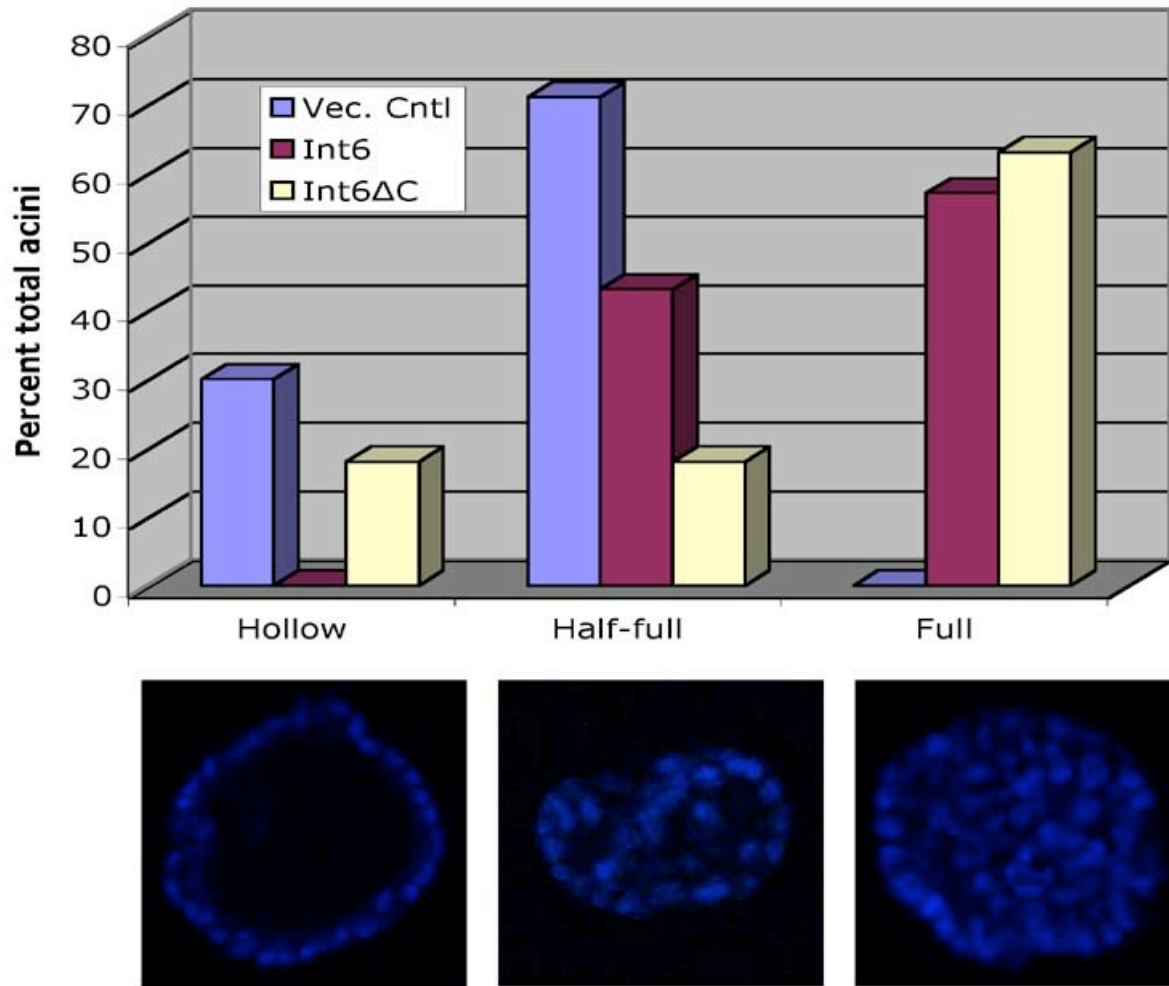 80
70
60
50
40
30
20
10
0
Percent total acini
Vec. Cntl
Int6
Int6ΔC
Hollow Half-full Full